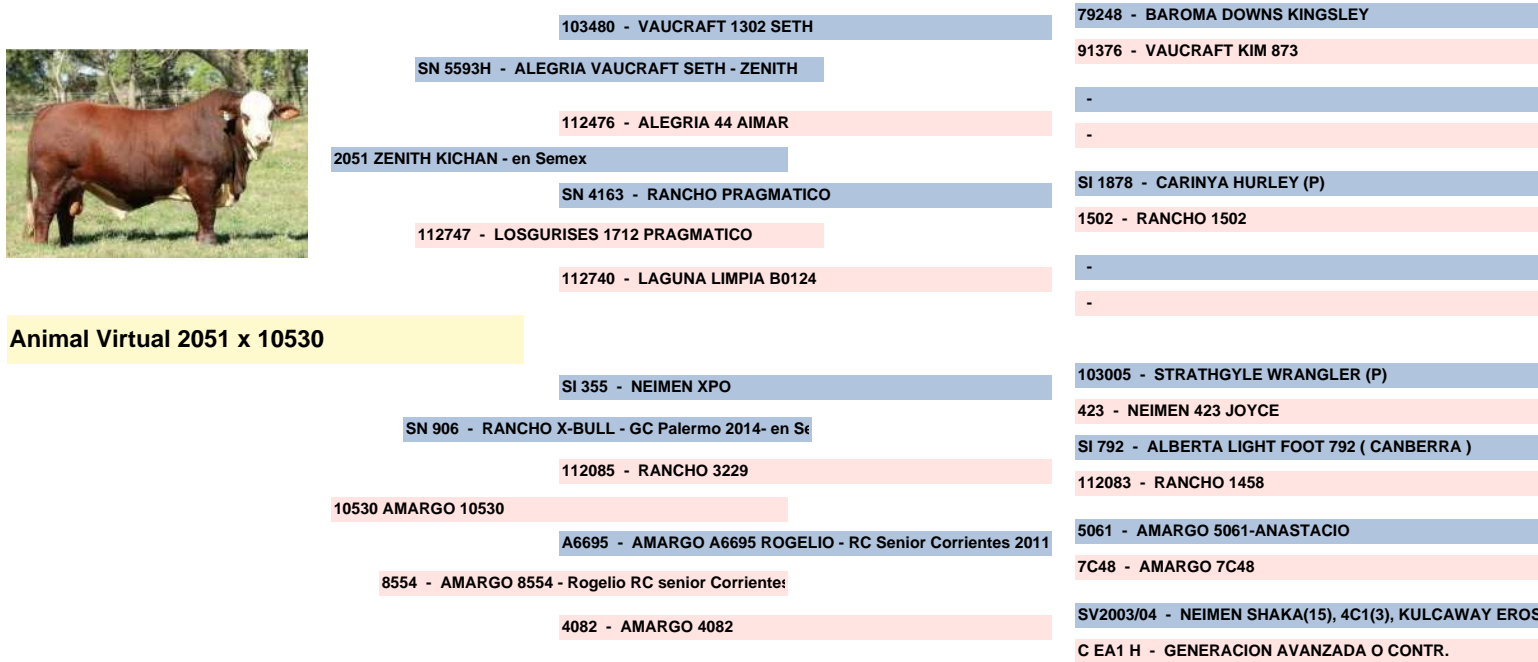 79248 - BAROMA DOWNS KINGSLEY
103480 - VAUCRAFT 1302 SETH
91376 - VAUCRAFT KIM 873
SN 5593H - ALEGRIA VAUCRAFT SETH - ZENITH
-
112476 - ALEGRIA 44 AIMAR
-
2051 ZENITH KICHAN - en Semex
SI 1878 - CARINYA HURLEY (P)
SN 4163 - RANCHO PRAGMATICO
1502 - RANCHO 1502
112747 - LOSGURISES 1712 PRAGMATICO
-
112740 - LAGUNA LIMPIA B0124
-
Animal Virtual 2051 x 10530
103005 - STRATHGYLE WRANGLER (P)
SI 355 - NEIMEN XPO
423 - NEIMEN 423 JOYCE
SN 906 - RANCHO X-BULL - GC Palermo 2014- en Se
SI 792 - ALBERTA LIGHT FOOT 792 ( CANBERRA )
112085 - RANCHO 3229
112083 - RANCHO 1458
10530 AMARGO 10530
5061 - AMARGO 5061-ANASTACIO
A6695 - AMARGO A6695 ROGELIO - RC Senior Corrientes 2011
7C48 - AMARGO 7C48
8554 - AMARGO 8554 - Rogelio RC senior Corrientes
SV2003/04 - NEIMEN SHAKA(15), 4C1(3), KULCAWAY EROS
4082 - AMARGO 4082
C EA1 H - GENERACION AVANZADA O CONTR.